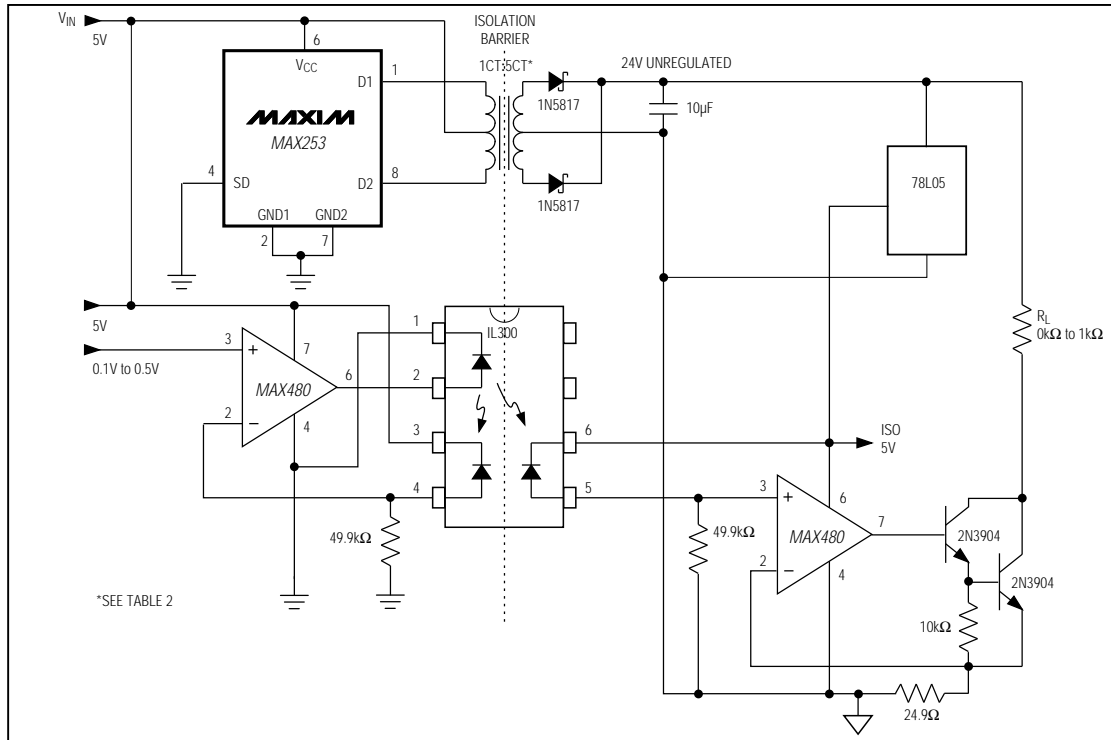 VIN
5V
ISOLATION
BARRIER
1CT:5CT*
24V UNREGULATED
6
VCC
D1
1
MAXIM
MAX253
4
SD
D2
8
GND1
GND2
2
7
1N5817
1N5817
10µF
78L05
RL
0kΩ to 1kΩ
5V
0.1V to 0.5V
3
+
7
MAX480
6
2
−
4
49.9kΩ
1
2
3
4
IL300
6
5
ISO
5V
49.9kΩ
3
+
6
MAX480
7
2
−
4
2N3904
2N3904
10kΩ
24.9Ω
*SEE TABLE 2